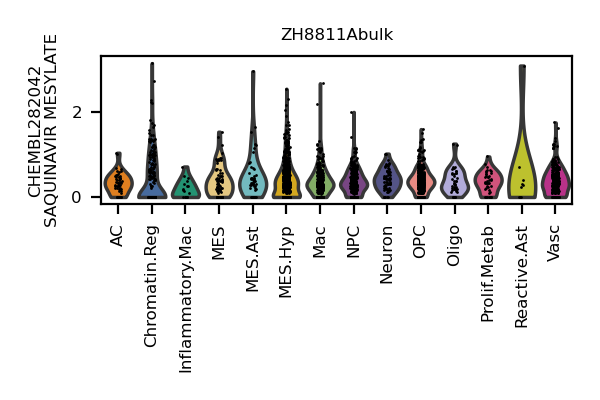 ZH8811Abulk
CHEMBL282042
SAQUINAVIR MESYLATE
2
0
AC
Chromatin.Reg
Inflammatory.Mac
MES
MES.Ast
MES.Hyp
Mac
NPC
Neuron
OPC
Oligo
Prolif.Metab
Reactive.Ast
Vasc